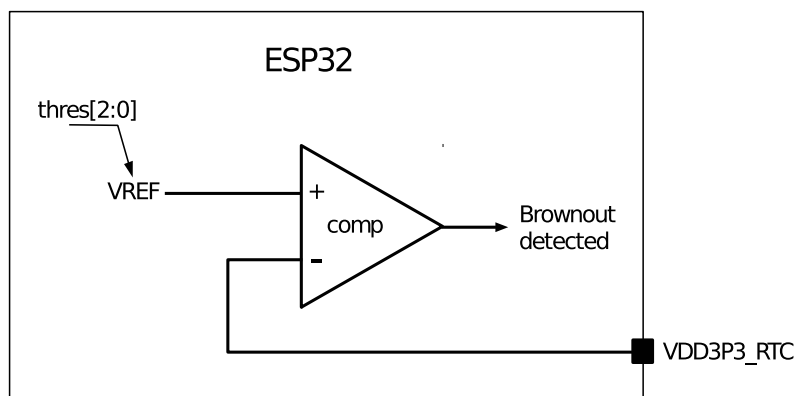 ESP32
thres[2:0]
VREF
+
comp
-
Brownout
detected
VDD3P3_RTC